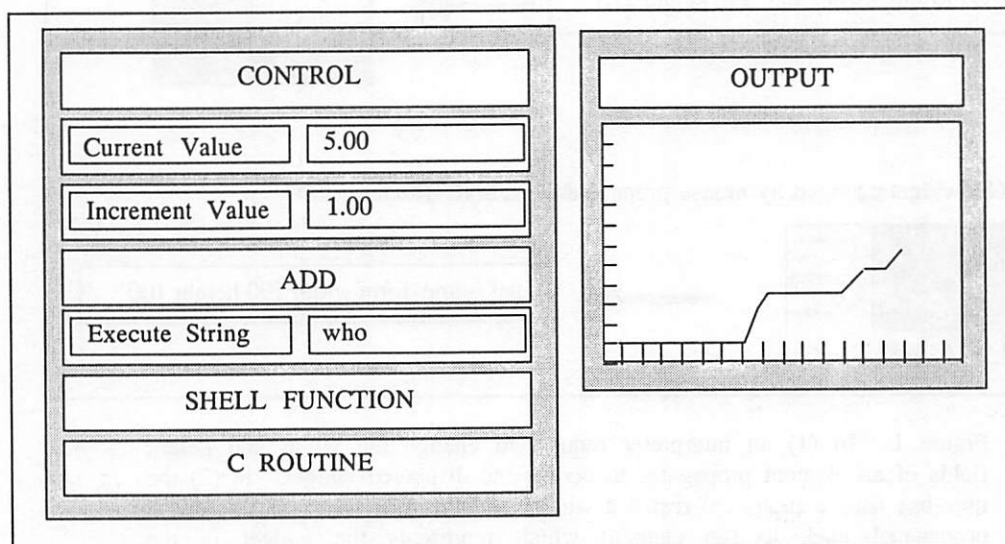 CONTROL
Current Value 5.00
Increment Value 1.00
ADD
Execute String who
SHELL FUNCTION
C ROUTINE
OUTPUT